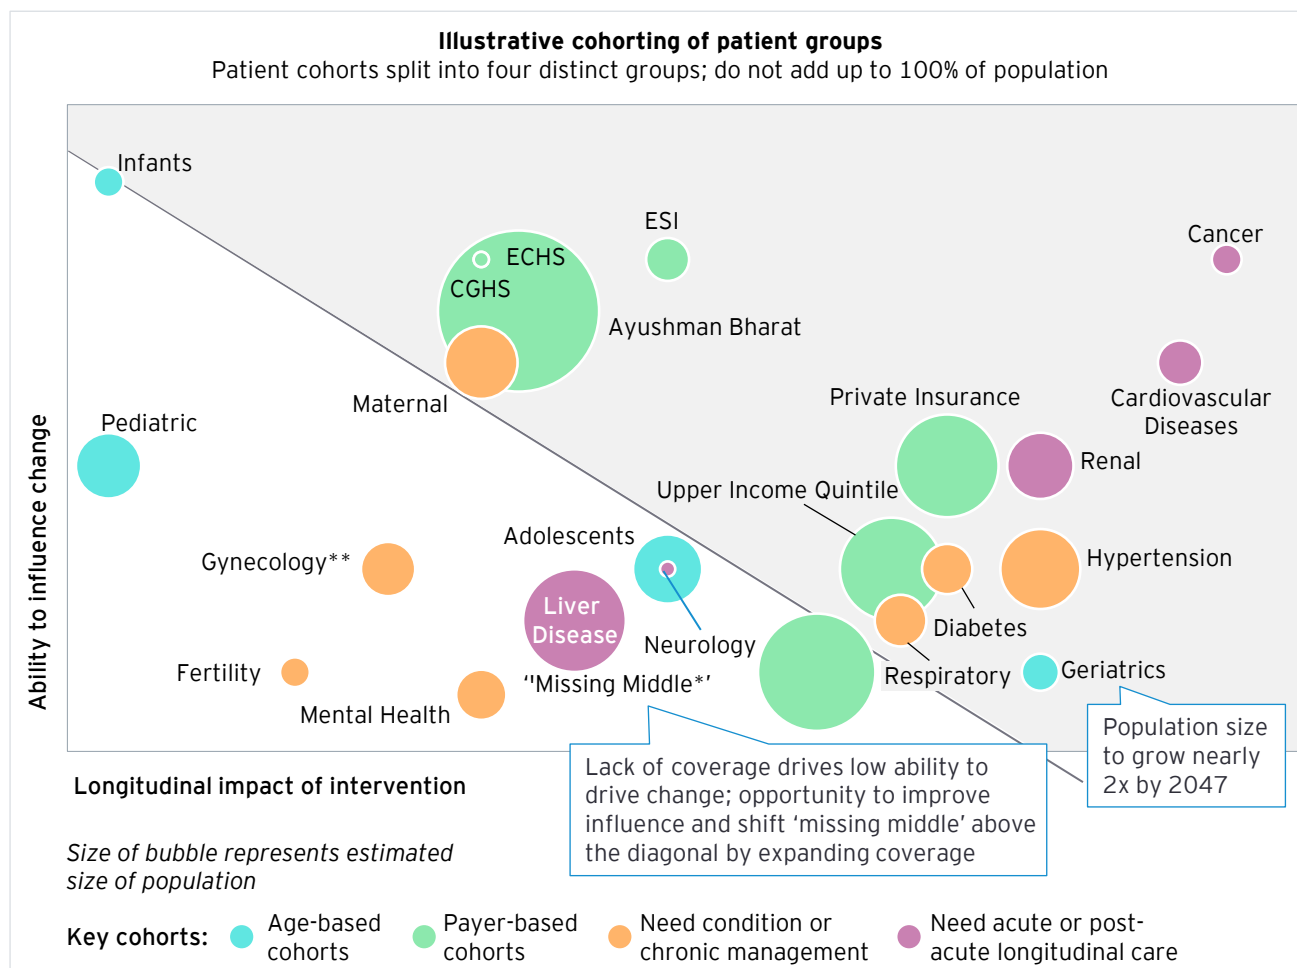 Illustrative cohorting of patient groups
Patient cohorts split into four distinct groups; do not add up to 100% of population
Infants
ESI
Cancer
ECHS
CGHS
Ayushman Bharat
Maternal
Private Insurance
Cardiovascular
Diseases
Pediatric
Renal
Upper Income Quintile
Adolescents
Gynecology**
Hypertension
Liver
Disease
Diabetes
Neurology
Respiratory
Geriatrics
Fertility
‘'Missing Middle*’
Mental Health
Ability to influence change
Population size
to grow nearly
2x by 2047
Lack of coverage drives low ability to
drive change; opportunity to improve
influence and shift ‘missing middle’ above
the diagonal by expanding coverage
Longitudinal impact of intervention
Size of bubble represents estimated
size of population
Key cohorts:
Age-based
cohorts
Payer-based
cohorts
Need condition or
chronic management
Need acute or post-
acute longitudinal care